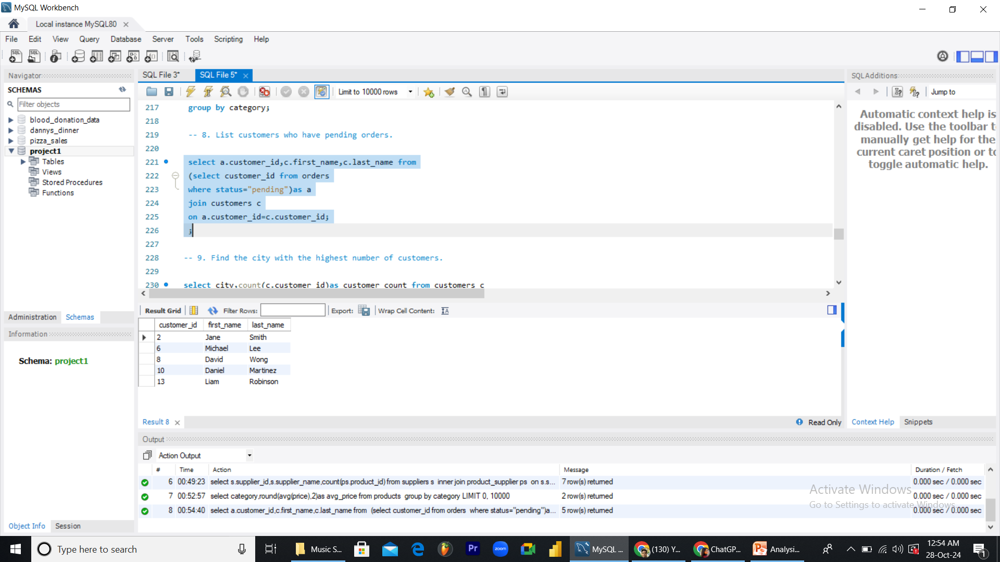 MySQL Workbench
Local instance MySQL80
File Edit View Query Database Server Tools Scripting Help
Navigator
SCHEMAS
Filter objects
blood_donation_data
dannys_dinner
pizza_sales
project1
Tables
Views
Stored Procedures
Functions
Administration Schemas
Information
Schema: project1
Object Info Session
SQL File 3* SQL File 5*
Limit to 10000 rows
217 group by category;
218
219 -- 8. List customers who have pending orders.
220
221 select a.customer_id,c.first_name,c.last_name from
222 (select customer_id from orders
223 where status="pending")as a
224 join customers c
225 on a.customer_id=c.customer_id;
226 ;
227
228 -- 9. Find the city with the highest number of customers.
229
230 select city,count(c.customer_id)as customer_count from customers c
Result Grid Filter Rows: Export: Wrap Cell Content:
customer_id first_name last_name
2 Jane Smith
6 Michael Lee
8 David Wong
10 Daniel Martinez
13 Liam Robinson
Result 8
Read Only
SQLAdditions
Jump to
Automatic context help is
disabled. Use the toolbar t
manually get help for the
current caret position or to
toggle automatic help.
Context Help Snippets
Output
Action Output
# Time Action Message Duration / Fetch
6 00:49:23 select s.supplier_id,s.supplier_name,count(ps.product_id) from suppliers s inner join product_supplier ps on s.s... 7 row(s) returned 0.000 sec / 0.000 sec
7 00:52:57 select category,round(avg(price),2)as avg_price from products group by category LIMIT 0, 10000 2 row(s) returned 0.000 sec / 0.000 sec
8 00:54:40 select a.customer_id,c.first_name,c.last_name from (select customer_id from orders where status="pending")a... 5 row(s) returned 0.000 sec / 0.000 sec
Activate Windows
Go to Settings to activate Windows.
Type here to search
Music S...
Pr
zoom
MySQL ...
(130) Y...
ChatGP...
Analysi...
12:54 AM
28-Oct-24
1